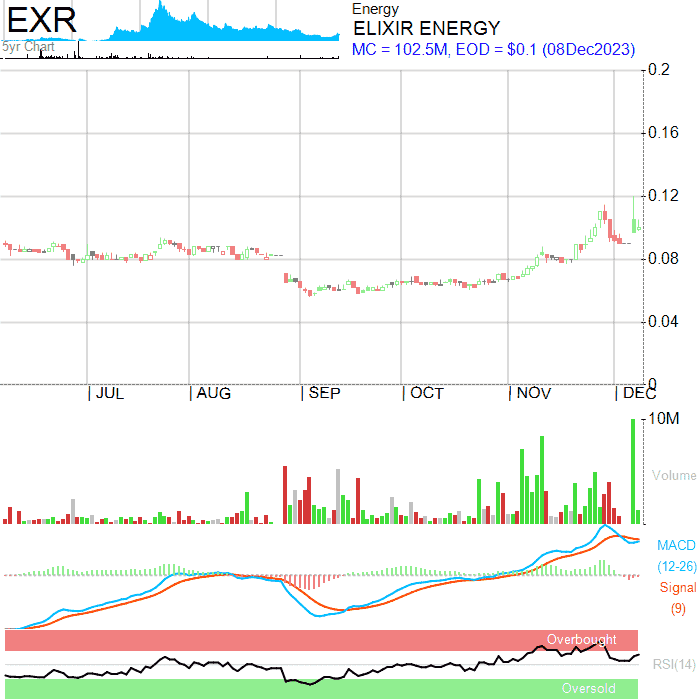 EXR
5yr Chart
Energy
ELIXIR ENERGY
MC = 102.5M, EOD = $0.1 (08Dec2023)
0.2
0.16
0.12
0.08
0.04
0
| JUL | AUG | SEP | OCT | NOV | DEC
10M
Volume
MACD
(12-26)
Signal
(9)
Overbought
RSI(14)
Oversold